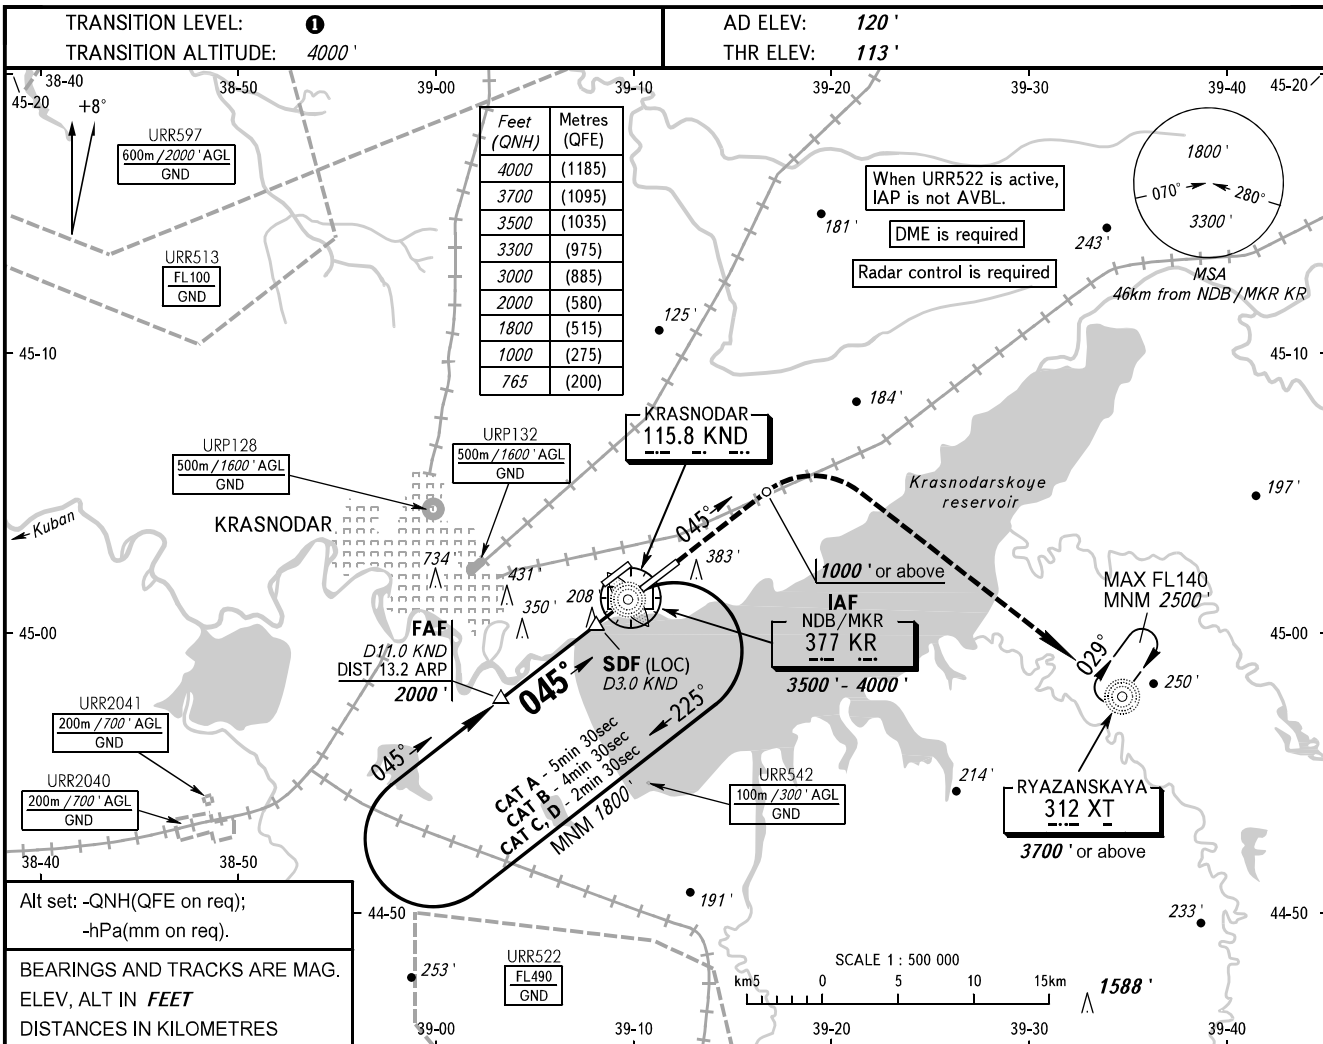 TRANSITION LEVEL: ❶
TRANSITION ALTITUDE: 4000 '
AD ELEV: 120 '
THR ELEV: 113 '
38-40 38-50 39-00 39-10 39-20 39-30 39-40 45-20
45-20
+8°
URR597
600m / 2000 ' AGL
GND
URR513
FL100
GND
Feet (QNH) Metres (QFE)
4000 (1185)
3700 (1095)
3500 (1035)
3300 (975)
3000 (885)
2000 (580)
1800 (515)
1000 (275)
765 (200)
When URR522 is active,
IAP is not AVBL.
DME is required
Radar control is required
1800 '
070° 280°
3300 '
MSA
46km from NDB/MKR KR
181 '
243 '
125 '
45-10
45-10
184 '
KRASNODAR
115.8 KND
URP128
500m / 1600 ' AGL
GND
URP132
500m / 1600 ' AGL
GND
Krasnodarskoye
reservoir
197 '
Kuban
KRASNODAR
045°
734 '
431 '
350 '
208 '
383 '
1000 ' or above
MAX FL140
MNM 2500 '
IAF
NDB/MKR
377 KR
3500 ' - 4000 '
45-00
45-00
FAF
D11.0 KND
DIST 13.2 ARP
2000 '
SDF (LOC)
D3.0 KND
045°
029°
250 '
225°
URR2041
200m / 700 ' AGL
GND
045°
CAT A - 5min 30sec
CAT B - 4min 30sec
CAT C, D - 2min 30sec
MNM 1800 '
URR542
100m / 300 ' AGL
GND
214 '
RYAZANSKAYA
312 XT
3700 ' or above
URR2040
200m / 700 ' AGL
GND
38-40 38-50
Alt set: -QNH(QFE on req);
-hPa(mm on req).
44-50
191 '
233 '
44-50
BEARINGS AND TRACKS ARE MAG.
ELEV, ALT IN FEET
DISTANCES IN KILOMETRES
253 '
URR522
FL490
GND
SCALE 1 : 500 000
km5 0 5 10 15km
1588 '
39-00 39-10 39-20 39-30 39-40